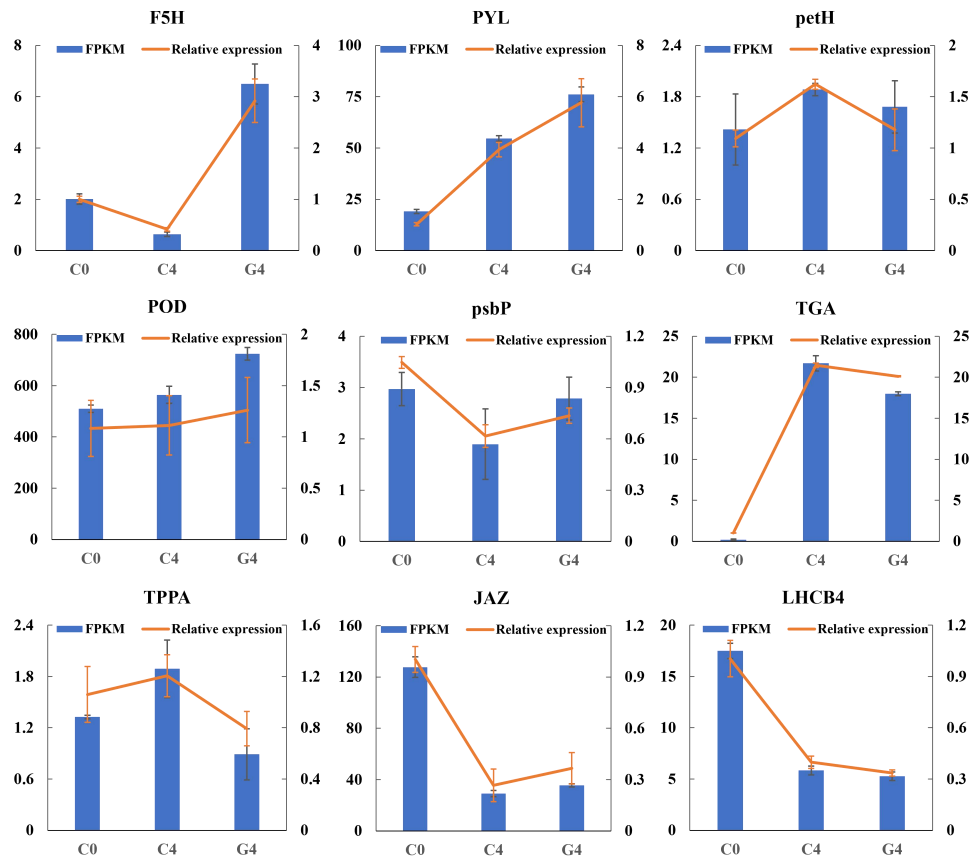 F5H
FPKM Relative expression
8 4
6 3
4 2
2 1
0 0
C0 C4 G4
PYL
FPKM Relative expression
100 8
75 6
50 4
25 2
0 0
C0 C4 G4
petH
FPKM Relative expression
2.4 2
1.8 1.5
1.2 1
0.6 0.5
0 0
C0 C4 G4
POD
FPKM Relative expression
800 2
600 1.5
400 1
200 0.5
0 0
C0 C4 G4
psbP
FPKM Relative expression
4 1.2
3 0.9
2 0.6
1 0.3
0 0
C0 C4 G4
TGA
FPKM Relative expression
25 25
20 20
15 15
10 10
5 5
0 0
C0 C4 G4
TPPA
FPKM Relative expression
2.4 1.6
1.8 1.2
1.2 0.8
0.6 0.4
0 0
C0 C4 G4
JAZ
FPKM Relative expression
160 1.2
120 0.9
80 0.6
40 0.3
0 0
C0 C4 G4
LHCB4
FPKM Relative expression
20 1.2
15 0.9
10 0.6
5 0.3
0 0
C0 C4 G4